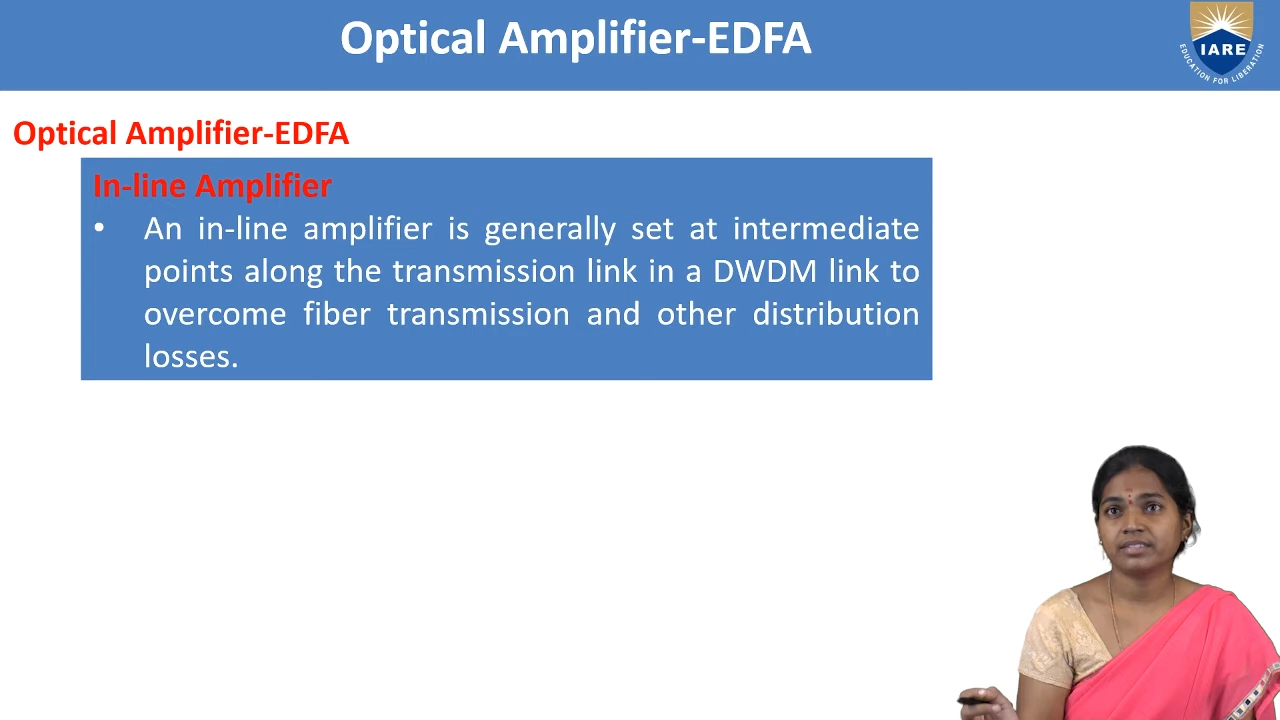 Optical Amplifier-EDFA
IARE
EDUCATION FOR LIBERATION
Optical Amplifier-EDFA
In-line Amplifier
• An in-line amplifier is generally set at intermediate
points along the transmission link in a DWDM link to
overcome fiber transmission and other distribution
losses.